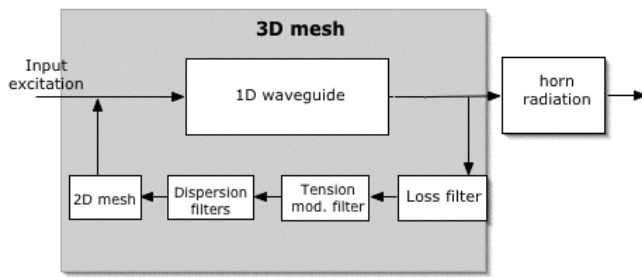 3D mesh
Input
excitation
1D waveguide
horn
radiation
2D mesh
Dispersion
filters
Tension
mod. filter
Loss filter